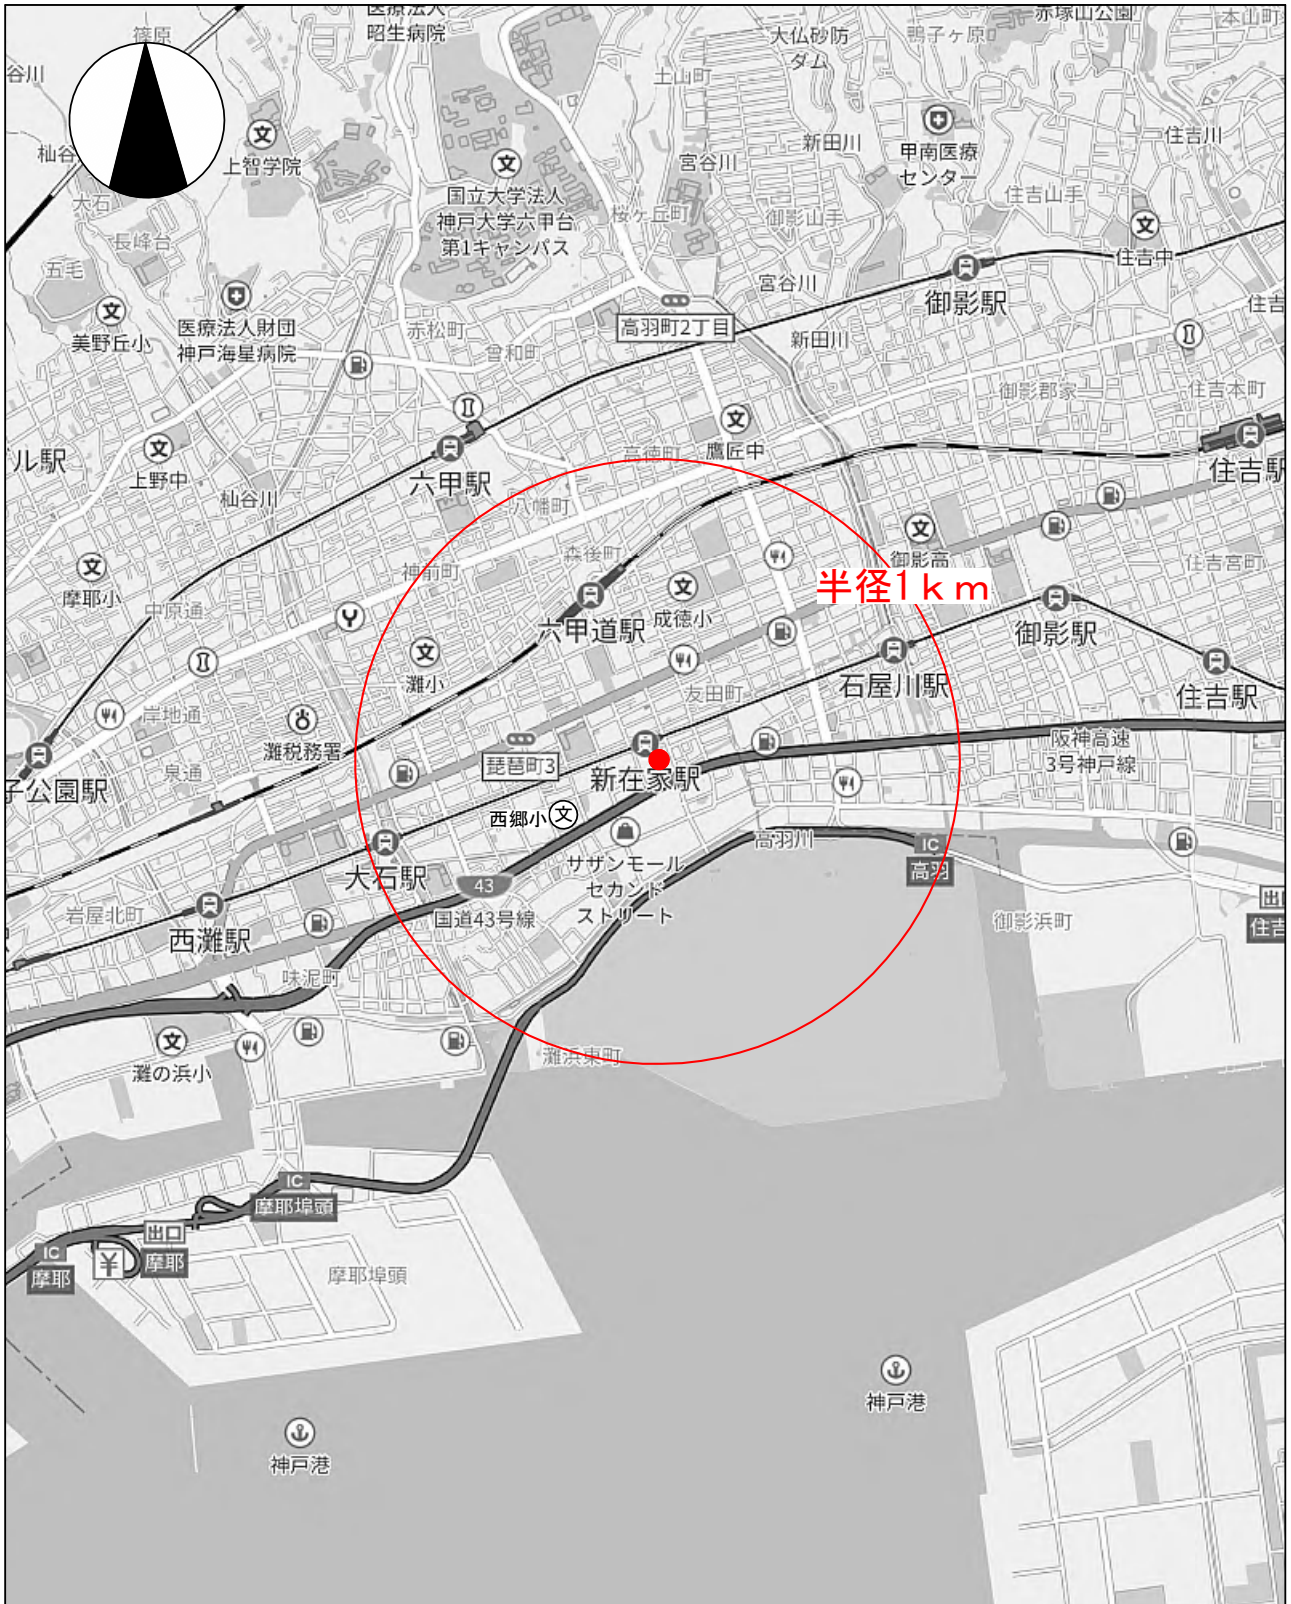 医療法人
昭生病院
篠原
谷川
大仏砂防
ダム
鴨子ヶ原
赤塚山公園
本山町
土山町
杣谷
上智学院
国立大学法人
神戸大学六甲台
第1キャンパス
宮谷川
新田川
甲南医療
センター
住吉川
大石
長峰台
五毛
桜ヶ丘町
御影山手
住吉山手
住吉中
美野丘小
医療法人財団
神戸海星病院
赤松町
曾和町
高羽町2丁目
宮谷川
新田川
御影駅
住吉
御影郡家
住吉本町
ル駅
上野中
杣谷川
六甲駅
高徳町
鷹匠中
住吉駅
八幡町
森後町
神前町
摩耶小
中原通
六甲道駅
成徳小
御影高
半径1km
住吉宮町
御影駅
灘小
友田町
石屋川駅
住吉駅
岸地通
灘税務署
泉通
子公園駅
琵琶町3
新在家駅
阪神高速
3号神戸線
西郷小
サザンモール
セカンド
ストリート
高羽川
IC
高羽
大石駅
43
国道43号線
岩屋北町
西灘駅
御影浜町
出口
住吉
味泥町
灘の浜小
灘浜東町
IC
摩耶埠頭
出口
摩耶
IC
摩耶
摩耶埠頭
神戸港
神戸港